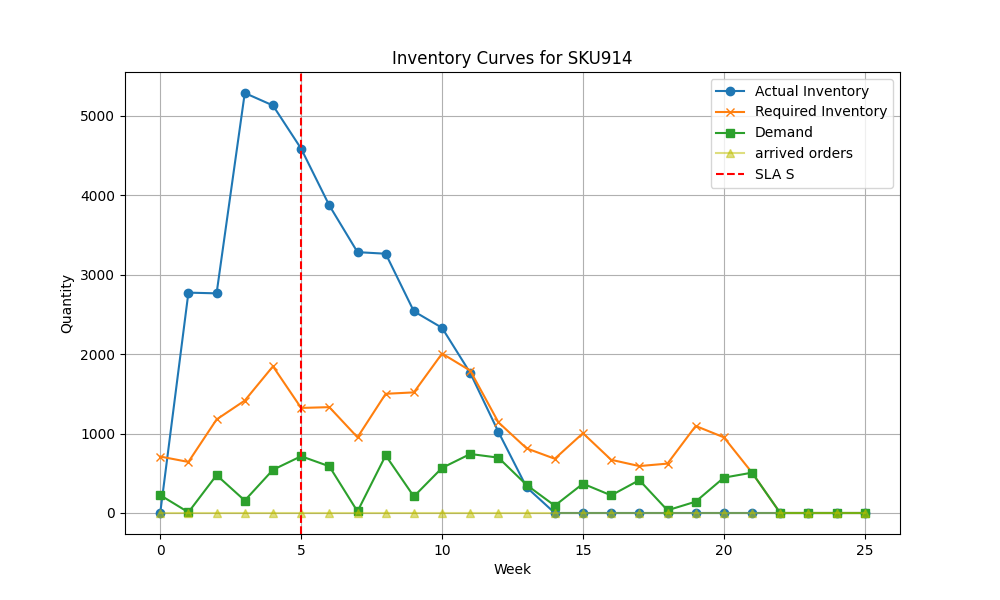 Inventory Curves for SKU914
Actual Inventory
Required Inventory
Demand
arrived orders
SLA S
Quantity
5000
4000
3000
2000
1000
0
0 5 10 15 20 25
Week